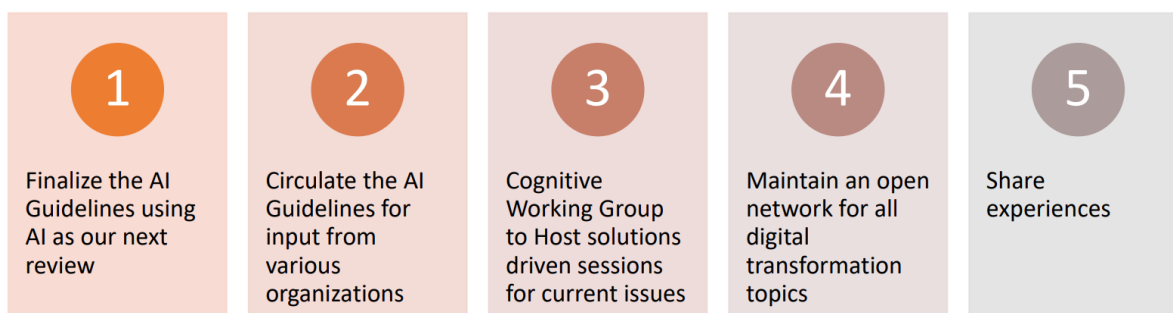 1
Finalize the AI
Guidelines using
AI as our next
review
2
Circulate the AI
Guidelines for
input from
various
organizations
3
Cognitive
Working Group
to Host solutions
driven sessions
for current issues
4
Maintain an open
network for all
digital
transformation
topics
5
Share
experiences